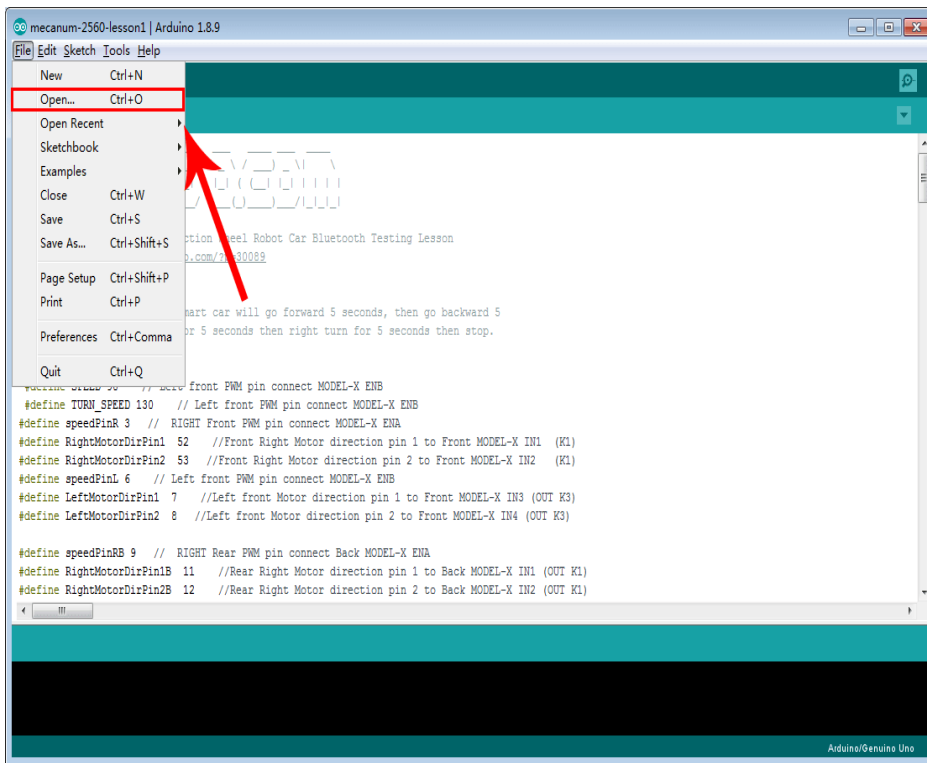 mecanum-2560-lesson1 | Arduino 1.8.9
File Edit Sketch Tools Help
New Ctrl+N
Open... Ctrl+O
Open Recent
Sketchbook
Examples
Close Ctrl+W
Save Ctrl+S
Save As... Ctrl+Shift+S
Page Setup Ctrl+Shift+P
Print Ctrl+P
Preferences Ctrl+Comma
Quit Ctrl+Q
Wheel Robot Car Bluetooth Testing Lesson
30089
car will go forward 5 seconds, then go backward 5
5 seconds then right turn for 5 seconds then stop.
front PWM pin connect MODEL-X ENB
#define TURN_SPEED 130 // Left front PWM pin connect MODEL-X ENB
#define speedPinR 3 // RIGHT Front PWM pin connect MODEL-X ENA
#define RightMotorDirPin1 52 //Front Right Motor direction pin 1 to Front MODEL-X IN1 (K1)
#define RightMotorDirPin2 53 //Front Right Motor direction pin 2 to Front MODEL-X IN2 (K1)
#define speedPinL 6 // Left front PWM pin connect MODEL-X ENB
#define LeftMotorDirPin1 7 //Left front Motor direction pin 1 to Front MODEL-X IN3 (OUT K3)
#define LeftMotorDirPin2 8 //Left front Motor direction pin 2 to Front MODEL-X IN4 (OUT K3)
#define speedPinRB 9 // RIGHT Rear PWM pin connect Back MODEL-X ENA
#define RightMotorDirPin1B 11 //Rear Right Motor direction pin 1 to Back MODEL-X IN1 (OUT K1)
#define RightMotorDirPin2B 12 //Rear Right Motor direction pin 2 to Back MODEL-X IN2 (OUT K1)
Arduino/Genuino Uno